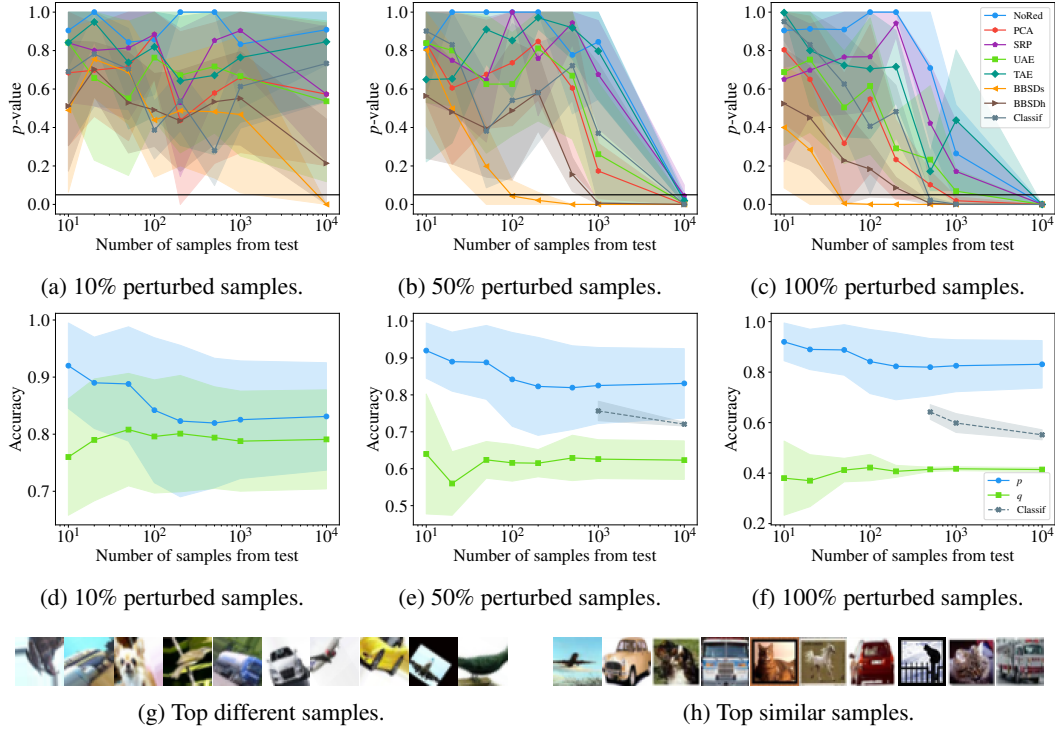 p-value
1.0
0.8
0.6
0.4
0.2
0.0
10^1 10^2 10^3 10^4
Number of samples from test
(a) 10% perturbed samples.
1.0
0.8
0.6
0.4
0.2
0.0
10^1 10^2 10^3 10^4
Number of samples from test
p-value
(b) 50% perturbed samples.
1.0
0.8
0.6
0.4
0.2
0.0
10^1 10^2 10^3 10^4
Number of samples from test
p-value
NoRed
PCA
SRP
UAE
TAE
BBSDs
BBSDh
Classif
(c) 100% perturbed samples.
Accuracy
1.0
0.9
0.8
0.7
10^1 10^2 10^3 10^4
Number of samples from test
(d) 10% perturbed samples.
Accuracy
1.0
0.9
0.8
0.7
0.6
0.5
10^1 10^2 10^3 10^4
Number of samples from test
(e) 50% perturbed samples.
Accuracy
1.0
0.8
0.6
0.4
0.2
10^1 10^2 10^3 10^4
Number of samples from test
p
q
Classif
(f) 100% perturbed samples.
(g) Top different samples.
(h) Top similar samples.